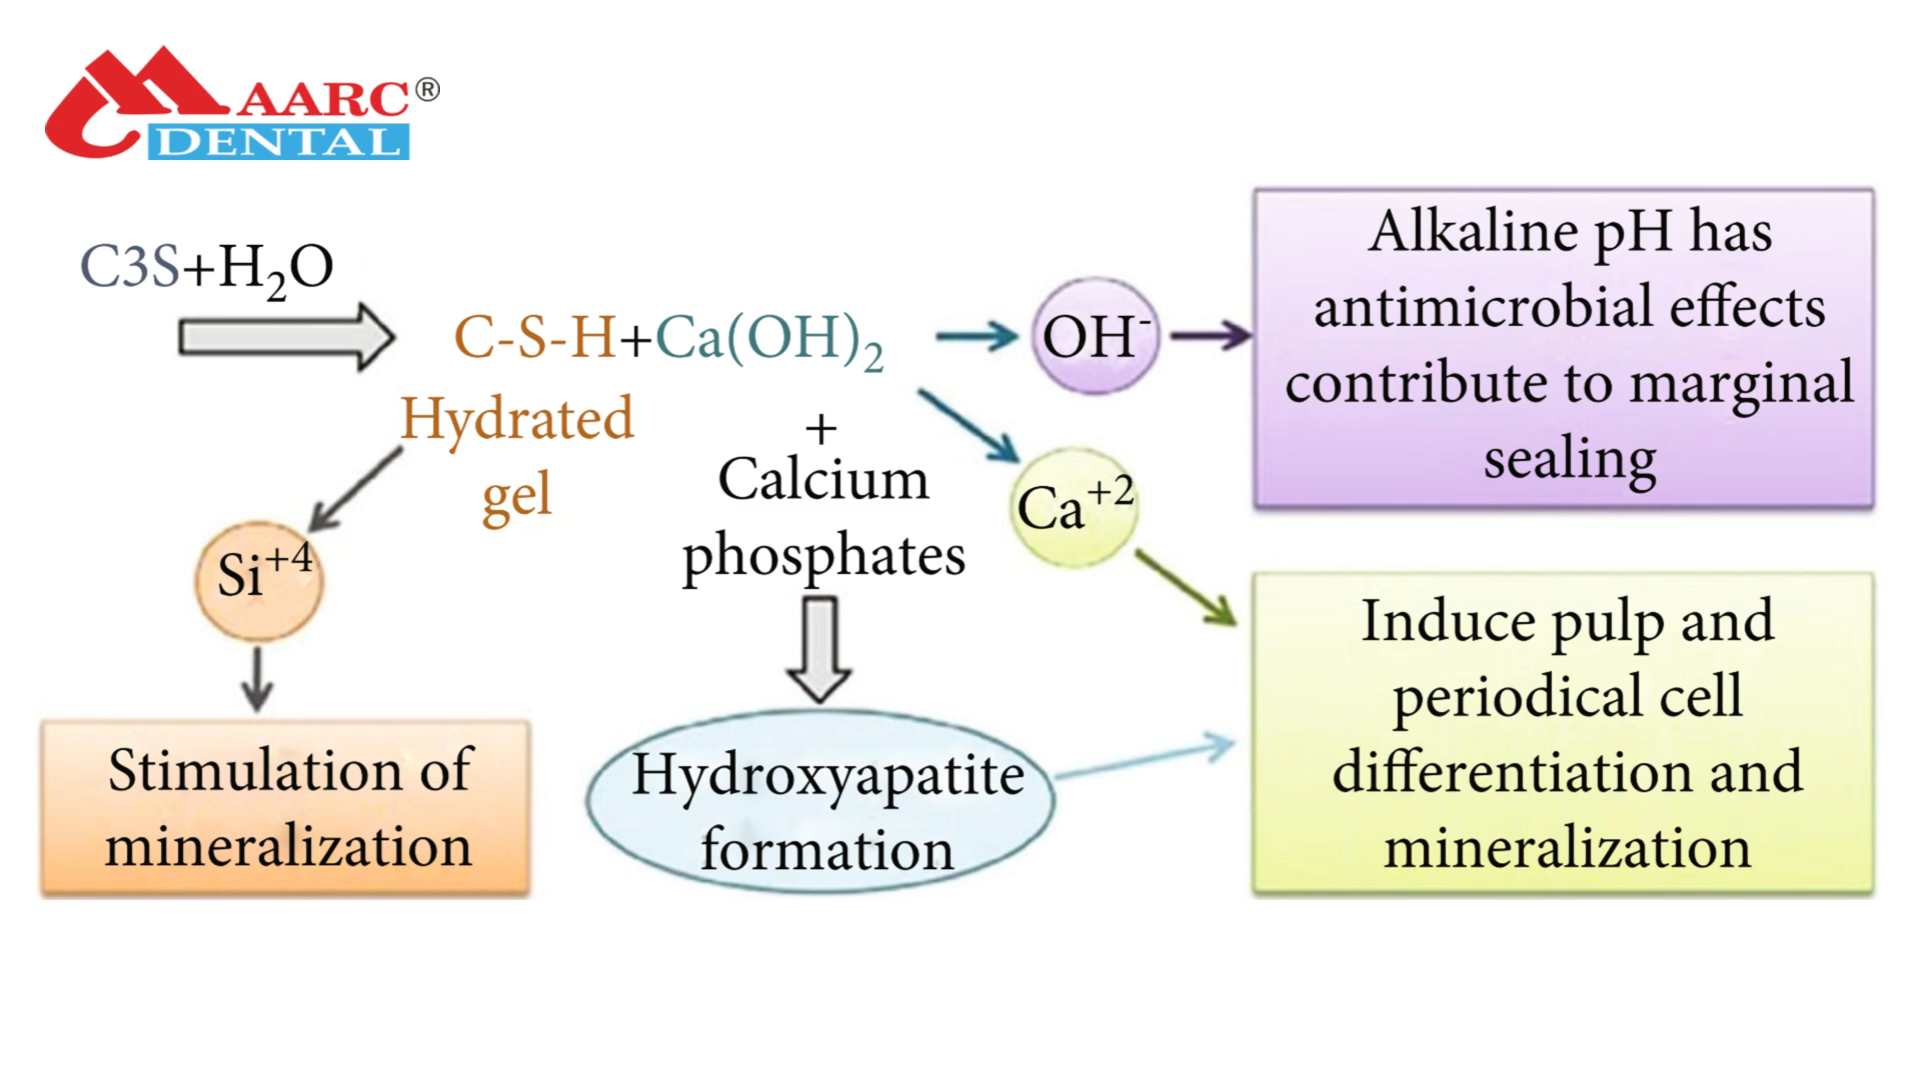 MAARC®
DENTAL
C3S+H₂O
C-S-H+Ca(OH)₂
Hydrated
gel
+
Calcium
phosphates
OH⁻
Ca⁺²
Si⁺⁴
Alkaline pH has
antimicrobial effects
contribute to marginal
sealing
Stimulation of
mineralization
Hydroxyapatite
formation
Induce pulp and
periodical cell
differentiation and
mineralization